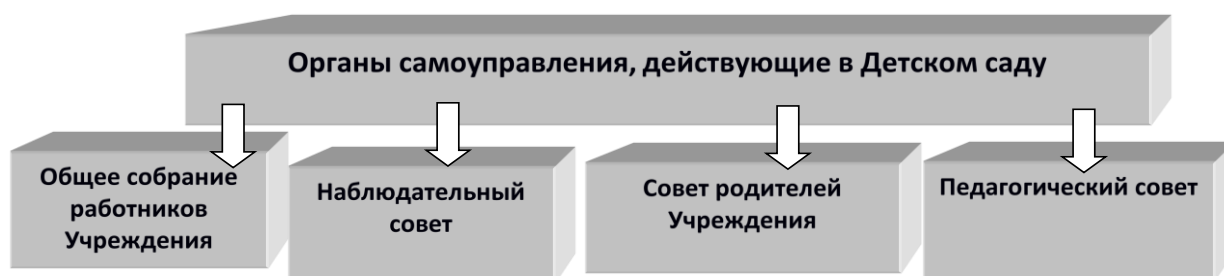 Органы самоуправления, действующие в Детском саду
Общее собрание
работников
Учреждения
Наблюдательный
совет
Совет родителей
Учреждения
Педагогический совет